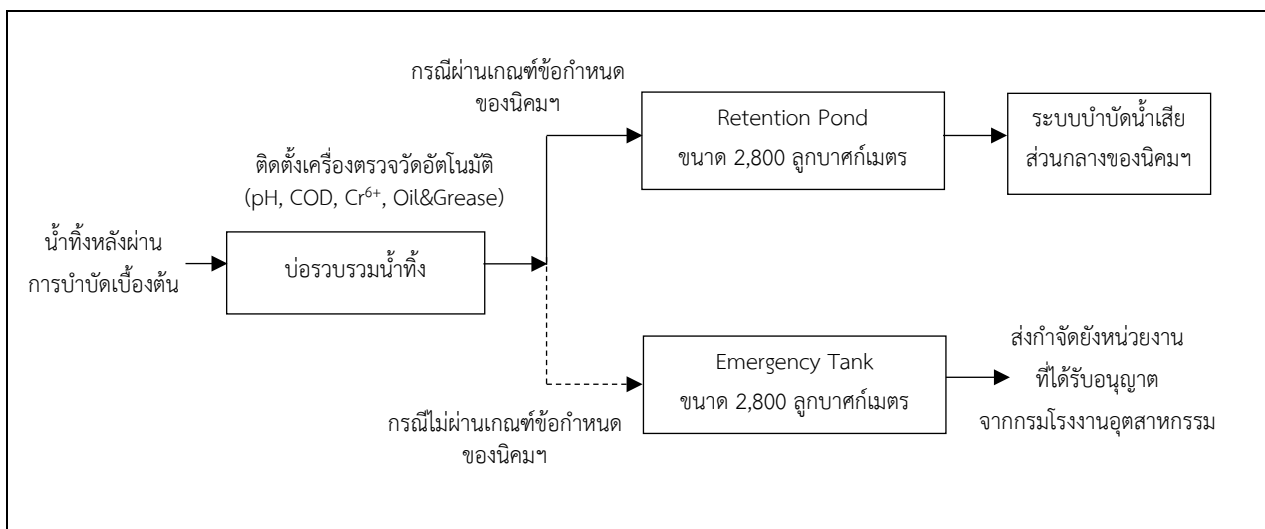 กรณีผ่านเกณฑ์ข้อกำหนด
ของนิคมฯ
Retention Pond
ขนาด 2,800 ลูกบาศก์เมตร
ระบบบำบัดน้ำเสีย
ส่วนกลางของนิคมฯ
ติดตั้งเครื่องตรวจวัดอัตโนมัติ
(pH, COD, Cr⁶⁺, Oil&Grease)
น้ำทิ้งหลังผ่าน
การบำบัดเบื้องต้น
บ่อรวบรวมน้ำทิ้ง
Emergency Tank
ขนาด 2,800 ลูกบาศก์เมตร
ส่งกำจัดยังหน่วยงาน
ที่ได้รับอนุญาต
จากกรมโรงงานอุตสาหกรรม
กรณีไม่ผ่านเกณฑ์ข้อกำหนด
ของนิคมฯ